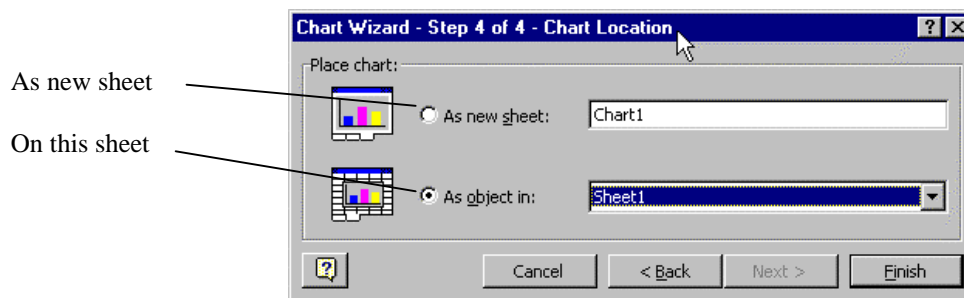 Chart Wizard - Step 4 of 4 - Chart Location ? X
Place chart:
As new sheet
As new sheet: Chart1
On this sheet
As object in: Sheet1
? Cancel < Back Next > Finish